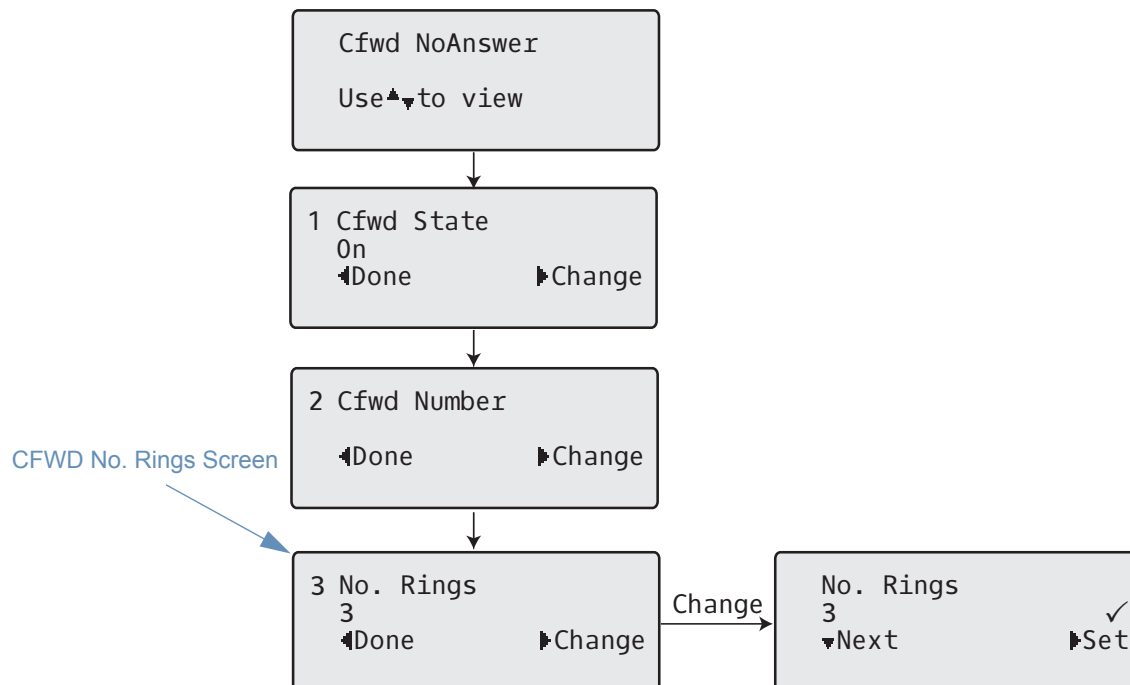 Cfwd NoAnswer
Use▲▼to view
1 Cfwd State
On
◀Done ▶Change
2 Cfwd Number
◀Done ▶Change
CFWD No. Rings Screen
3 No. Rings
3
◀Done ▶Change
Change
No. Rings
3 ✓
▼Next ▶Set